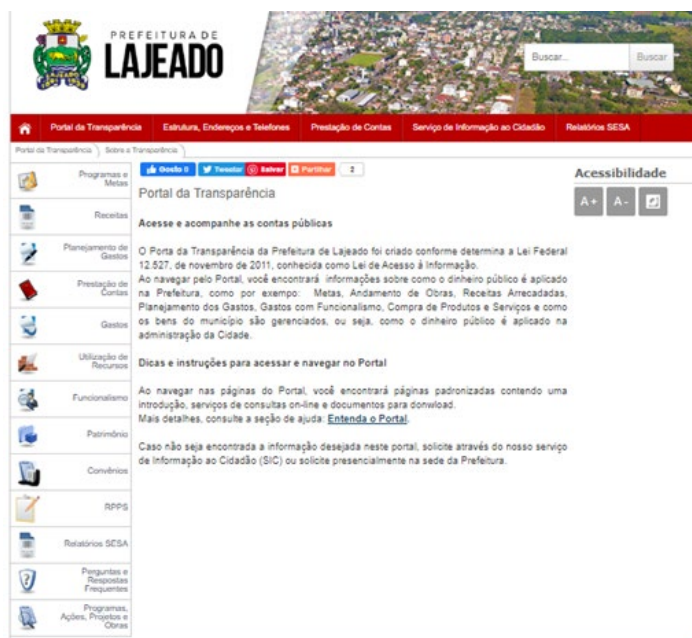 PREFEITURA DE
LAJEADO
Buscar...
Buscar
Portal da Transparência
Estrutura, Endereços e Telefones
Prestação de Contas
Serviço de Informação ao Cidadão
Relatórios SESA
Portal da Transparência
Sobre a Transparência
Programas e
Metas
Receitas
Planejamento de
Gastos
Prestação de
Contas
Gastos
Utilização de
Recursos
Funcionalismo
Patrimônio
Convênios
RPPS
Relatórios SESA
Perguntas e
Respostas
Frequentes
Programas,
Ações, Projetos e
Obras
Gosto 0
Tweetar
Salvar
Partilhar
Portal da Transparência
Acesse e acompanhe as contas públicas
O Porta da Transparência da Prefeitura de Lajeado foi criado conforme determina a Lei Federal
12.527, de novembro de 2011, conhecida como Lei de Acesso á Informação.
Ao navegar pelo Portal, você encontrará informações sobre como o dinheiro público é aplicado
na Prefeitura, como por exemplo: Metas, Andamento de Obras, Receitas Arrecadadas,
Planejamento dos Gastos, Gastos com Funcionalismo, Compra de Produtos e Serviços e como
os bens do município são gerenciados, ou seja, como o dinheiro público é aplicado na
administração da Cidade.
Dicas e instruções para acessar e navegar no Portal
Ao navegar nas páginas do Portal, você encontrará páginas padronizadas contendo uma
introdução, serviços de consultas on-line e documentos para donwload.
Mais detalhes, consulte a seção de ajuda: Entenda o Portal.
Caso não seja encontrada a informação desejada neste portal, solicite através do nosso serviço
de Informação ao Cidadão (SIC) ou solicite presencialmente na sede da Prefeitura.
Acessibilidade
A+
A-